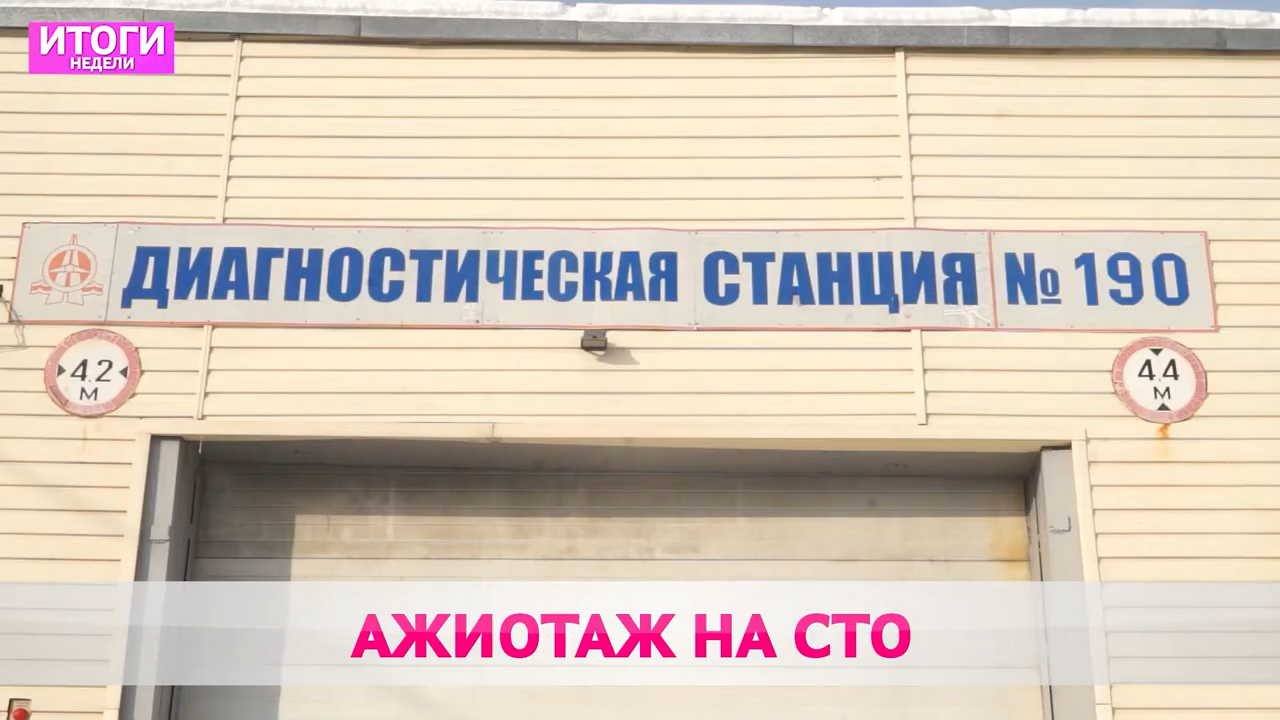 ИТОГИ
НЕДЕЛИ
ДИАГНОСТИЧЕСКАЯ СТАНЦИЯ № 190
4.2
М
4.4
М
АЖИОТАЖ НА СТО